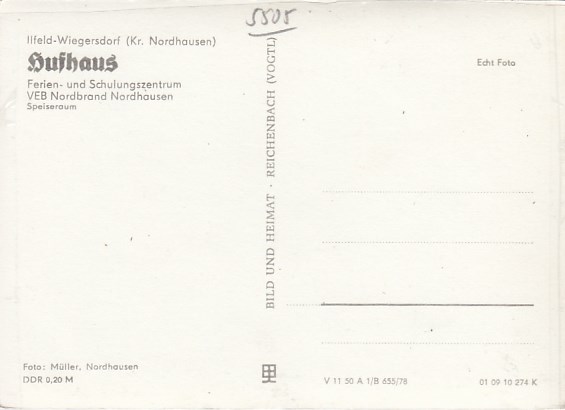 5505
Ilfeld-Wiegersdorf (Kr. Nordhausen)
Hufhaus
Ferien- und Schulungszentrum
VEB Nordbrand Nordhausen
Speiseraum
Echt Foto
BILD UND HEIMAT · REICHENBACH (VOGTL)
Foto: Müller, Nordhausen
DDR 0,20 M
V 11 50 A 1/B 655/78
01 09 10 274 K